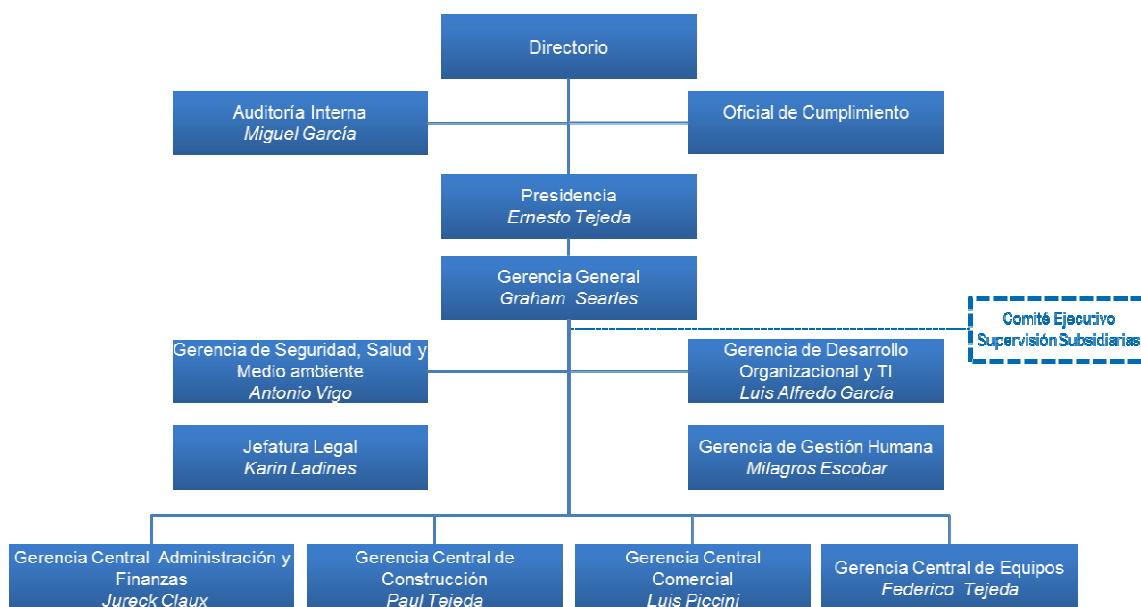 Directorio
Auditoría Interna
Miguel García
Oficial de Cumplimiento
Presidencia
Ernesto Tejeda
Gerencia General
Graham Searles
Comité Ejecutivo
Supervisión Subsidiarias
Gerencia de Seguridad, Salud y
Medio ambiente
Antonio Vigo
Gerencia de Desarrollo
Organizacional y TI
Luis Alfredo García
Jefatura Legal
Karin Ladines
Gerencia de Gestión Humana
Milagros Escobar
Gerencia Central Administración y
Finanzas
Jureck Claux
Gerencia Central de
Construcción
Paul Tejeda
Gerencia Central
Comercial
Luis Piccini
Gerencia Central de Equipos
Federico Tejeda